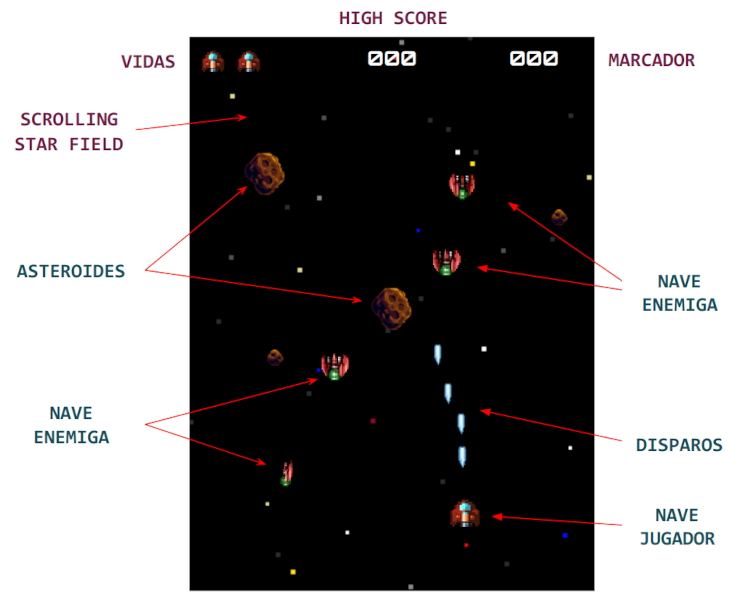 HIGH SCORE
VIDAS
000
000
MARCADOR
SCROLLING
STAR FIELD
ASTEROIDES
NAVE
ENEMIGA
NAVE
ENEMIGA
DISPAROS
NAVE
JUGADOR